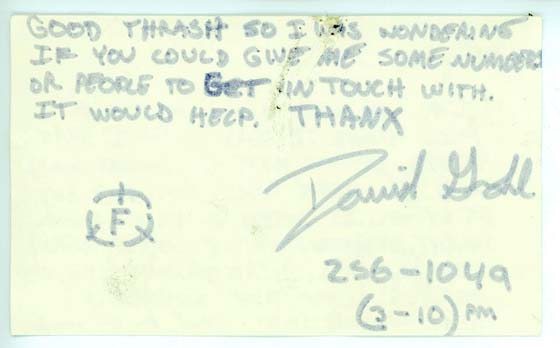 GOOD THRASH SO I WAS WONDERING
IF YOU COULD GIVE ME SOME NUMBERS
OR PEOPLE TO GET IN TOUCH WITH.
IT WOULD HELP. THANX
David Grohl
F
256-1049
(3-10) PM